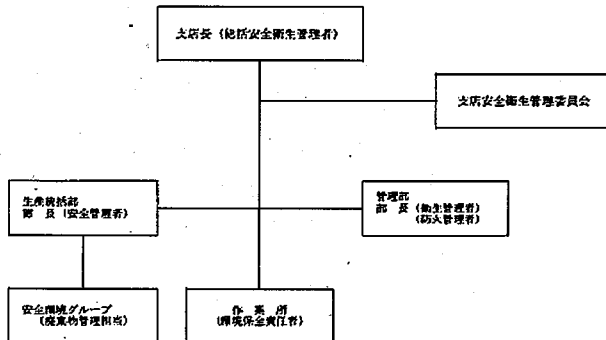 支店長（総括安全衛生管理者）
支店安全衛生管理委員会
生産統括部
部　長（安全管理者）
管理部
部　長（衛生管理者）
（防火管理者）
安全環境グループ
（廃棄物管理担当）
作　業　所
（環境保全責任者）